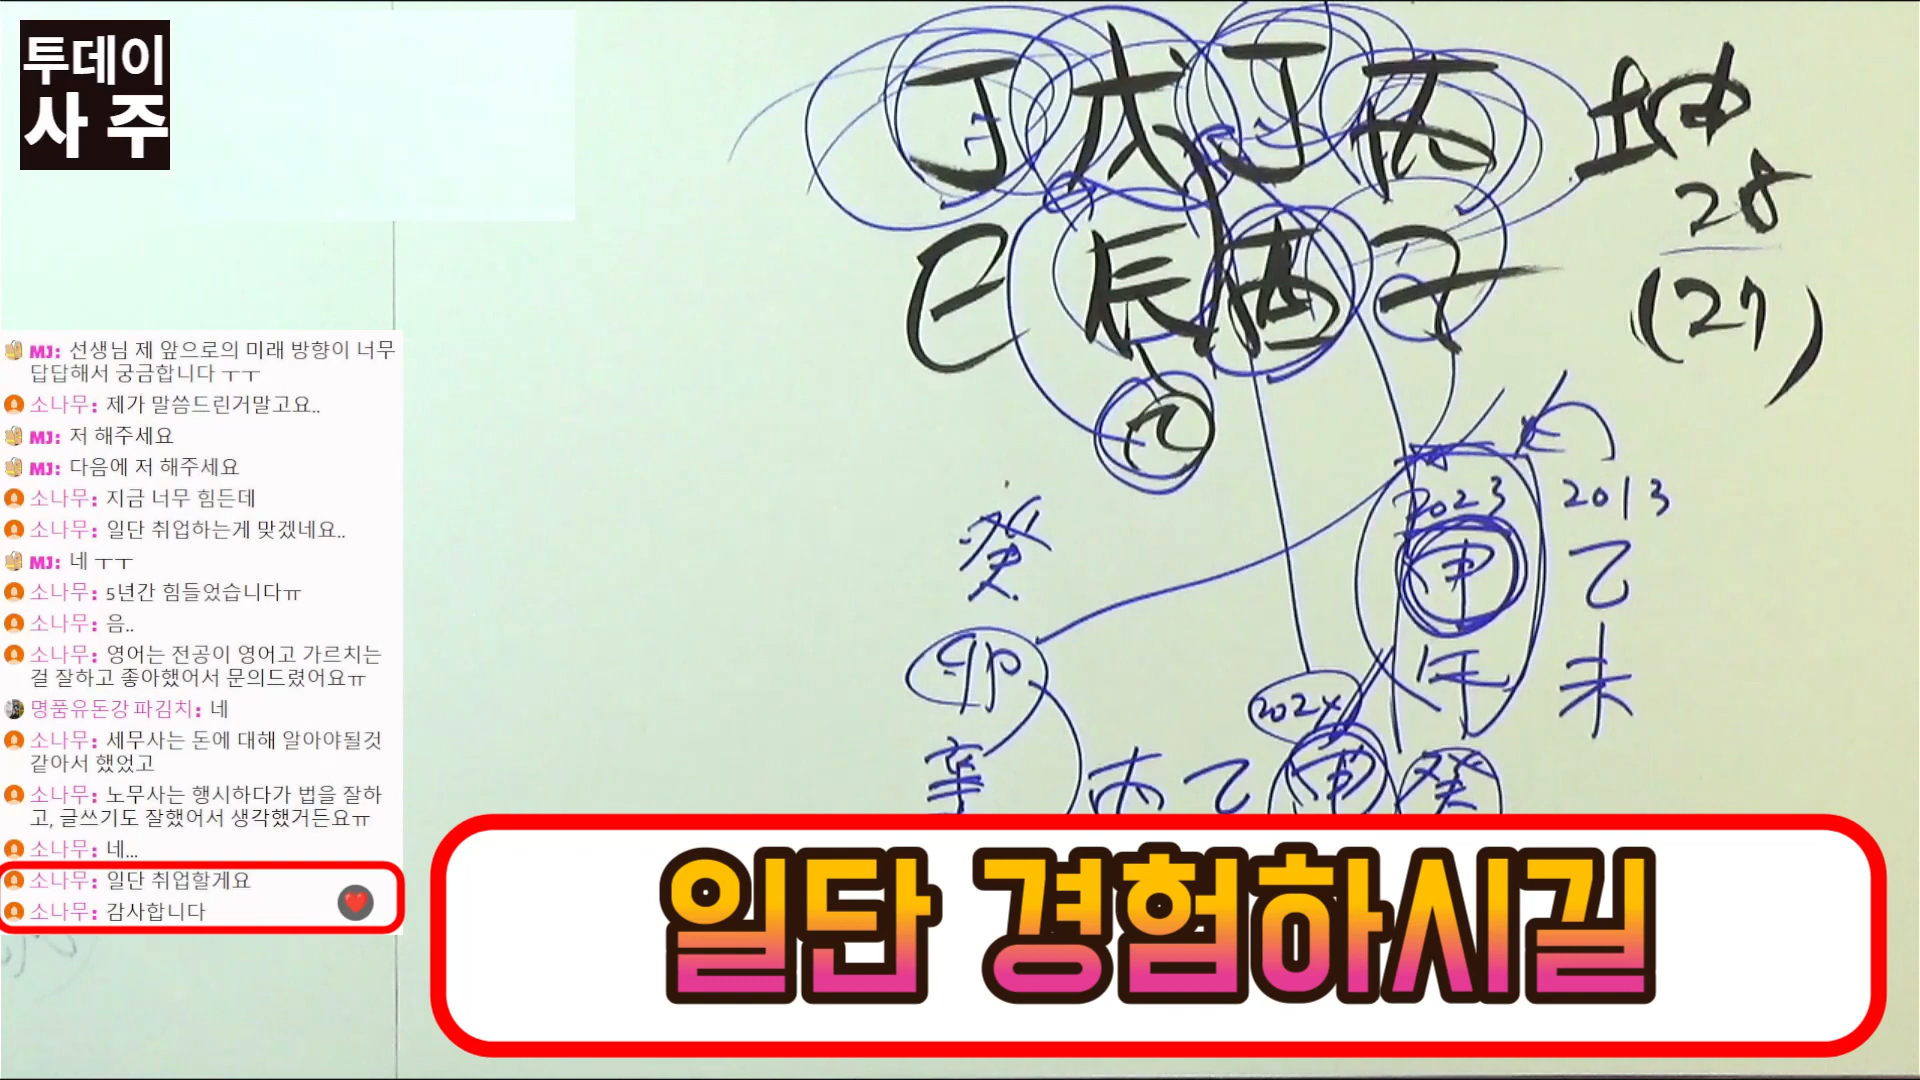 투데이
사주
丁 戊 丁 丙 坤
28
巳 辰 酉 子
(27)
乙
MJ: 선생님 제 앞으로의 미래 방향이 너무
답답해서 궁금합니다 ㅜㅜ
소나무: 제가 말씀드린거말고요..
MJ: 저 해주세요
MJ: 다음에 저 해주세요
소나무: 지금 너무 힘든데
소나무: 일단 취업하는게 맞겠네요..
MJ: 네 ㅜㅜ
소나무: 5년간 힘들었습니다ㅠ
소나무: 음..
소나무: 영어는 전공이 영어고 가르치는
걸 잘하고 좋아했어서 문의드렸어요ㅠ
명품유돈강 파김치: 네
소나무: 세무사는 돈에 대해 알아야될것
같아서 했었고
소나무: 노무사는 행시하다가 법을 잘하
고, 글쓰기도 잘했어서 생각했거든요ㅠ
소나무: 네...
소나무: 일단 취업할게요
소나무: 감사합니다
2023 2013
癸 甲 乙
卯 午 未
2024
辛 丙 乙 甲 癸
일단 경험하시길